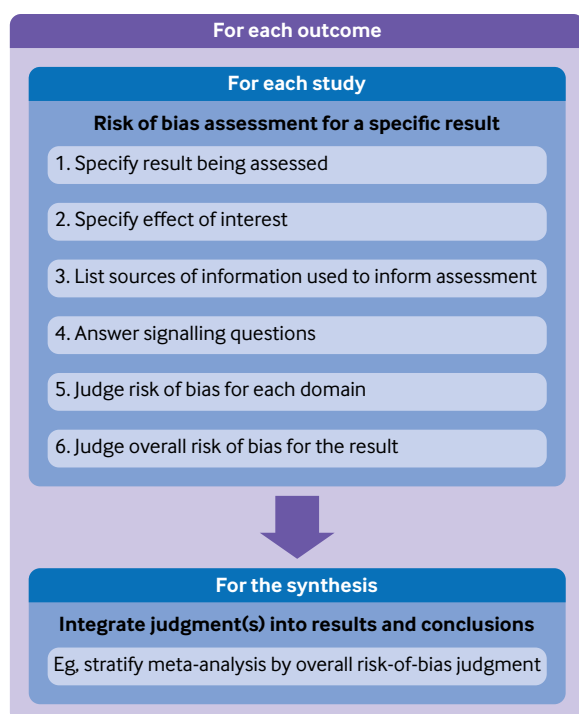 For each outcome
For each study
Risk of bias assessment for a specific result
1. Specify result being assessed
2. Specify effect of interest
3. List sources of information used to inform assessment
4. Answer signalling questions
5. Judge risk of bias for each domain
6. Judge overall risk of bias for the result
For the synthesis
Integrate judgment(s) into results and conclusions
Eg, stratify meta-analysis by overall risk-of-bias judgment